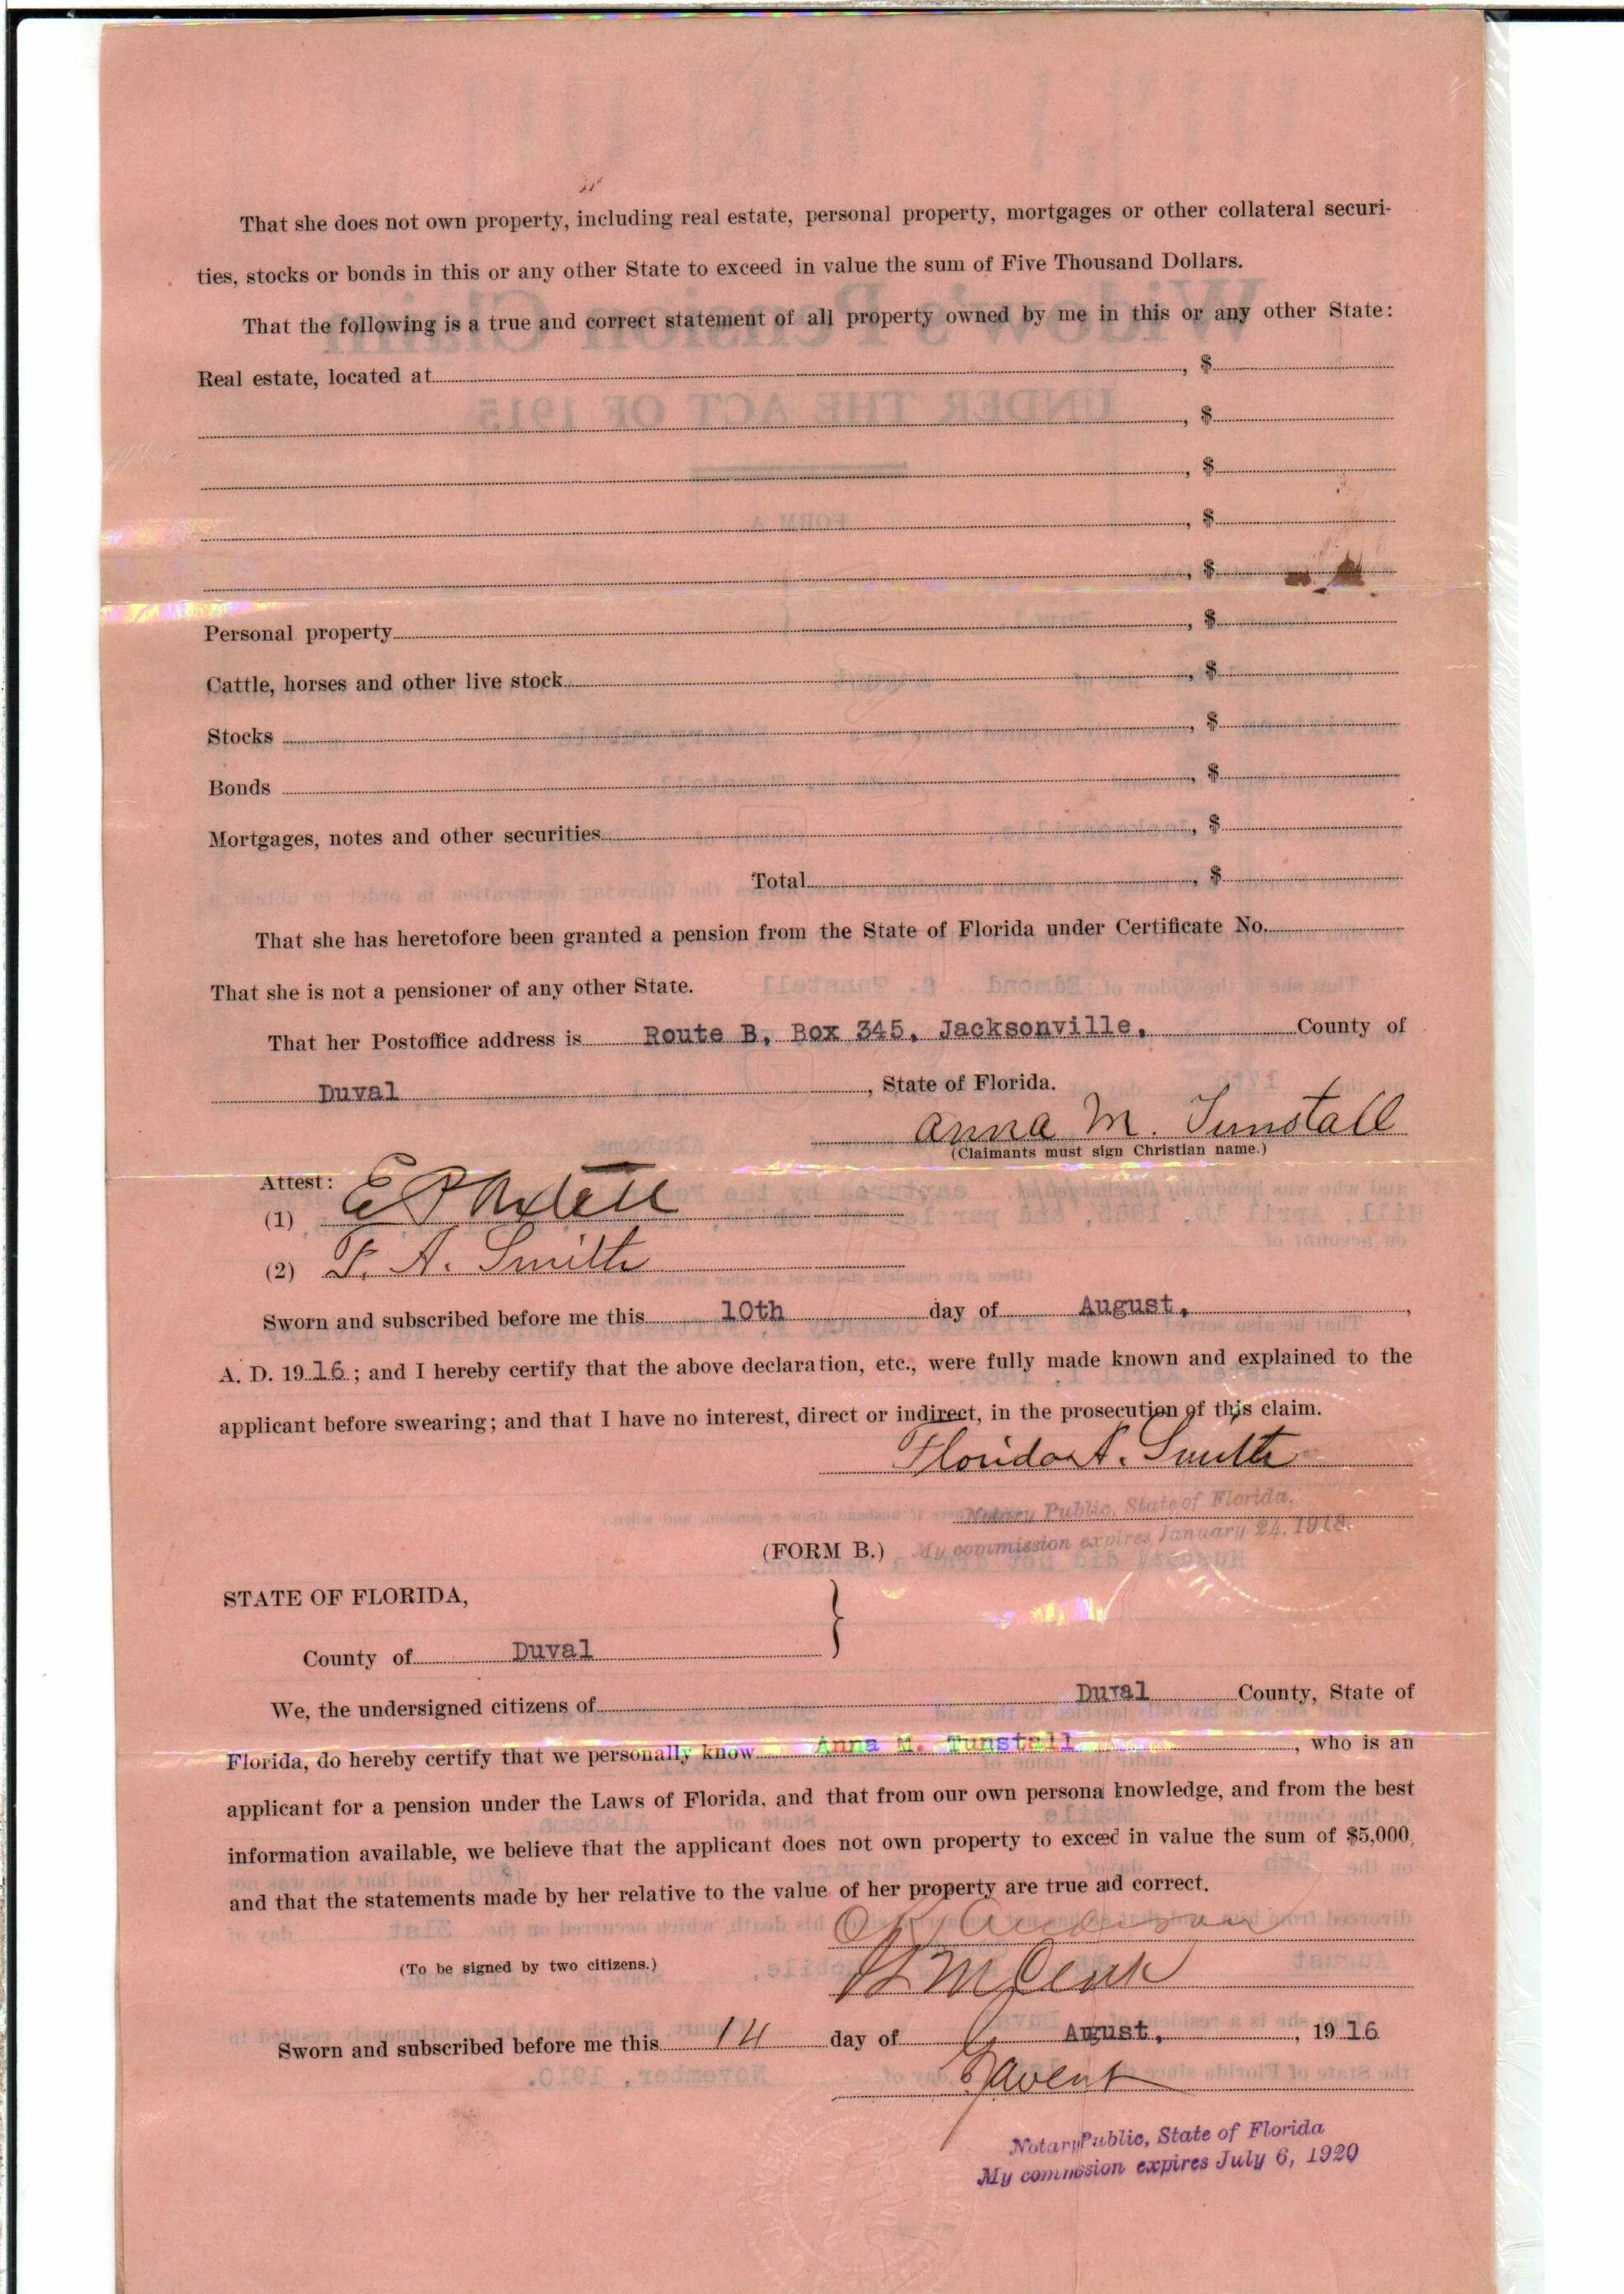 That she does not own property, including real estate, personal property, mortgages or other collateral securi-
ties, stocks or bonds in this or any other State to exceed in value the sum of Five Thousand Dollars.
That the following is a true and correct statement of all property owned by me in this or any other State:
Real estate, located at , $
, $
, $
, $
, $
Personal property , $
Cattle, horses and other live stock , $
Stocks , $
Bonds , $
Mortgages, notes and other securities , $
Total , $
That she has heretofore been granted a pension from the State of Florida under Certificate No.
That she is not a pensioner of any other State.
That her Postoffice address is Route B, Box 345, Jacksonville, County of
Duval , State of Florida.
Anna M. Tunstall
(Claimants must sign Christian name.)
Attest:
(1) E P Axtell
(2) F. A. Smith
Sworn and subscribed before me this 10th day of August, ,
A. D. 19 16 ; and I hereby certify that the above declaration, etc., were fully made known and explained to the
applicant before swearing; and that I have no interest, direct or indirect, in the prosecution of this claim.
Florida A. Smith
Notary Public, State of Florida,
(FORM B.) My commission expires January 24, 1918.
STATE OF FLORIDA,
County of Duval }
We, the undersigned citizens of Duval County, State of
Florida, do hereby certify that we personally know Anna M. Tunstall , who is an
applicant for a pension under the Laws of Florida, and that from our own persona knowledge, and from the best
information available, we believe that the applicant does not own property to exceed in value the sum of $5,000,
and that the statements made by her relative to the value of her property are true ad correct.
(To be signed by two citizens.)
Sworn and subscribed before me this 14 day of August, , 19 16
Avent
Notary Public, State of Florida
My commssion expires July 6, 1920